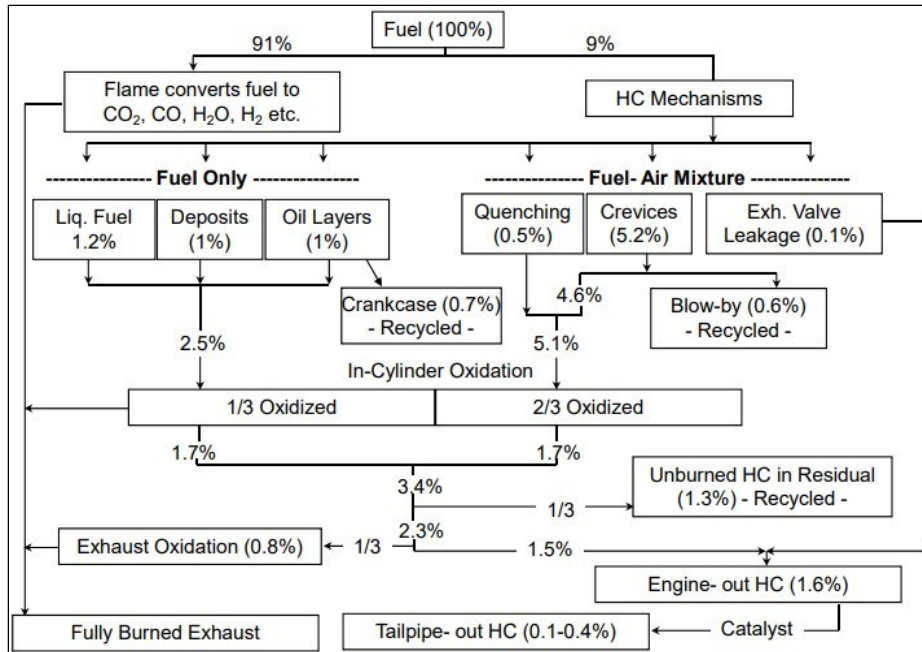 Fuel (100%)
91%
9%
Flame converts fuel to
CO₂, CO, H₂O, H₂ etc.
HC Mechanisms
Fuel Only
Fuel- Air Mixture
Liq. Fuel
1.2%
Deposits
(1%)
Oil Layers
(1%)
Quenching
(0.5%)
Crevices
(5.2%)
Exh. Valve
Leakage (0.1%)
Crankcase (0.7%)
- Recycled -
4.6%
Blow-by (0.6%)
- Recycled -
2.5%
5.1%
In-Cylinder Oxidation
1/3 Oxidized
2/3 Oxidized
1.7%
1.7%
3.4%
Unburned HC in Residual
(1.3%) - Recycled -
1/3
2.3%
Exhaust Oxidation (0.8%)
1/3
1.5%
Engine- out HC (1.6%)
Fully Burned Exhaust
Tailpipe- out HC (0.1-0.4%)
Catalyst